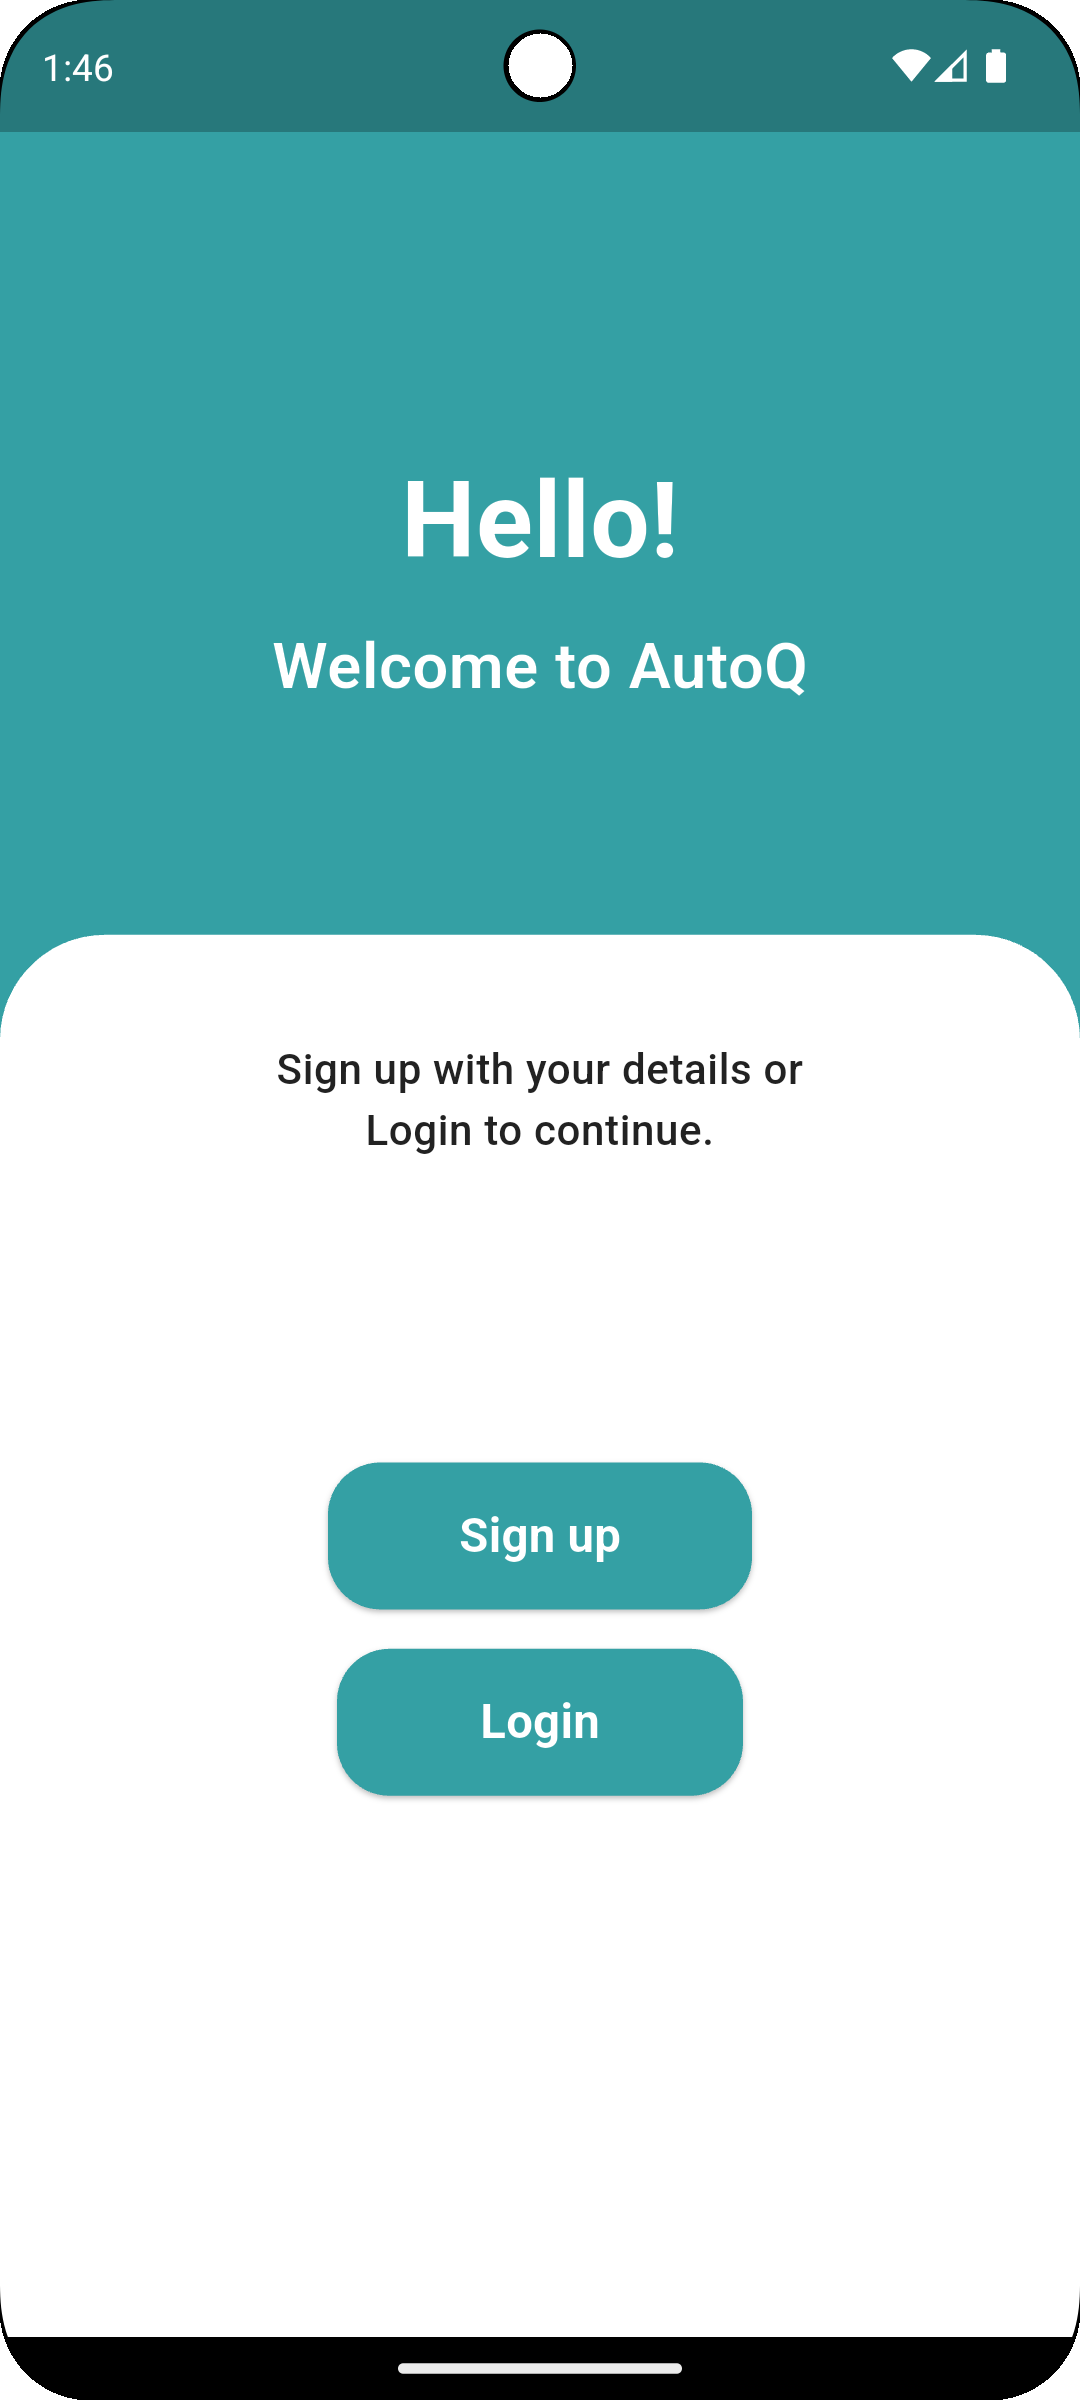 1:46
Hello!
Welcome to AutoQ
Sign up with your details or
Login to continue.
Sign up
Login